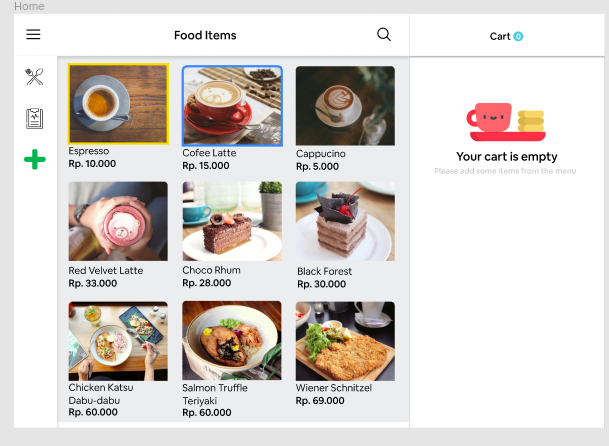 Home
Food Items
Cart 0
Espresso
Rp. 10.000
Cofee Latte
Rp. 15.000
Cappucino
Rp. 5.000
Red Velvet Latte
Rp. 33.000
Choco Rhum
Rp. 28.000
Black Forest
Rp. 30.000
Chicken Katsu
Dabu-dabu
Rp. 60.000
Salmon Truffle
Teriyaki
Rp. 60.000
Wiener Schnitzel
Rp. 69.000
Your cart is empty
Please add some items from the menu